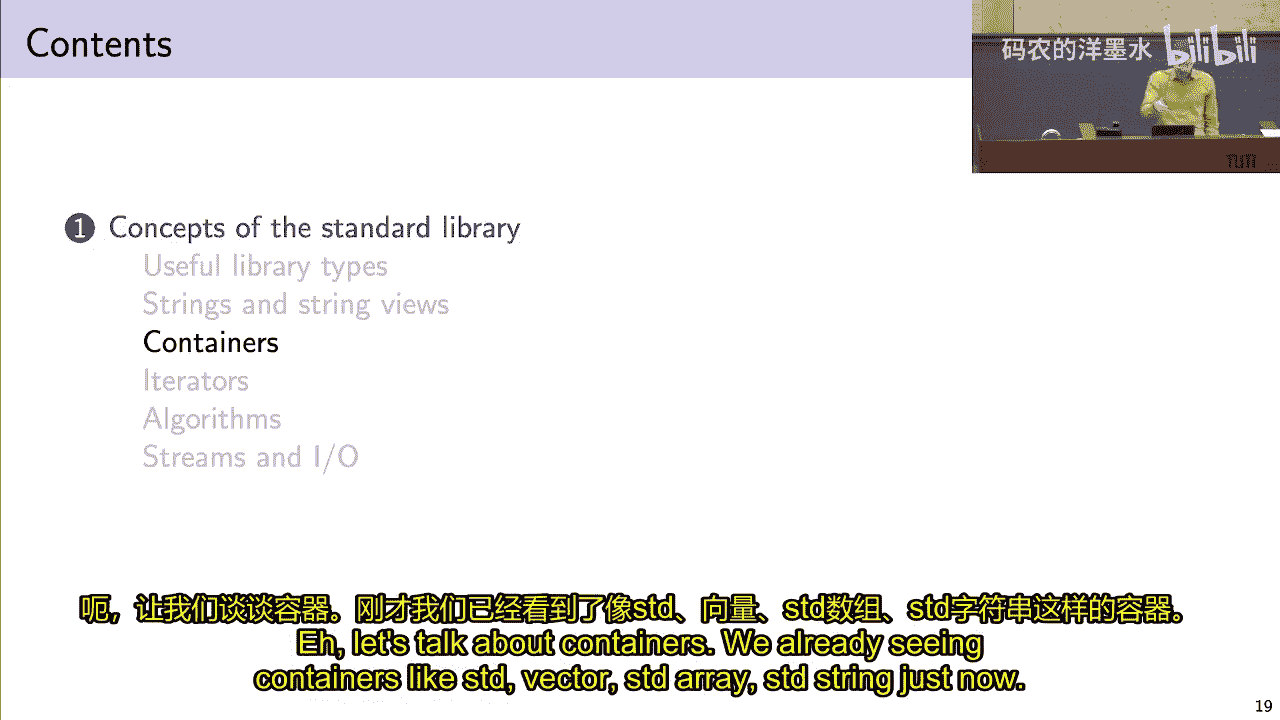 Contents
码农的洋墨水 bilibili
TUM
1 Concepts of the standard library
Useful library types
Strings and string views
Containers
Iterators
Algorithms
Streams and I/O
呃，让我们谈谈容器。刚才我们已经看到了像std、向量、std数组、std字符串这样的容器。
Eh, let's talk about containers. We already seeing
containers like std, vector, std array, std string just now.
19